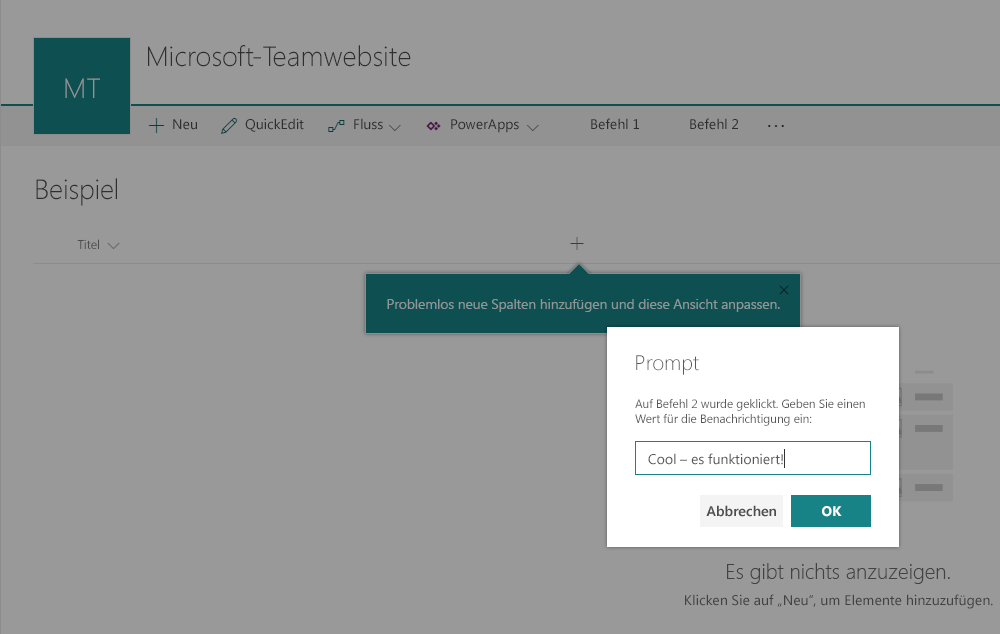 MT
Microsoft-Teamwebsite
Neu QuickEdit Fluss PowerApps Befehl 1 Befehl 2 ...
Beispiel
Titel
Problemlos neue Spalten hinzufügen und diese Ansicht anpassen.
Prompt
Auf Befehl 2 wurde geklickt. Geben Sie einen
Wert für die Benachrichtigung ein:
Cool – es funktioniert!
Abbrechen OK
Es gibt nichts anzuzeigen.
Klicken Sie auf „Neu“, um Elemente hinzuzufügen.